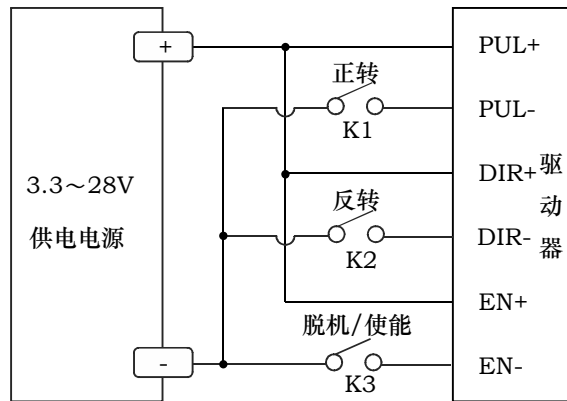 +
PUL+
正转
K1
PUL-
3.3～28V
供电电源
DIR+
反转
K2
DIR-
驱动器
EN+
脱机/使能
-
K3
EN-